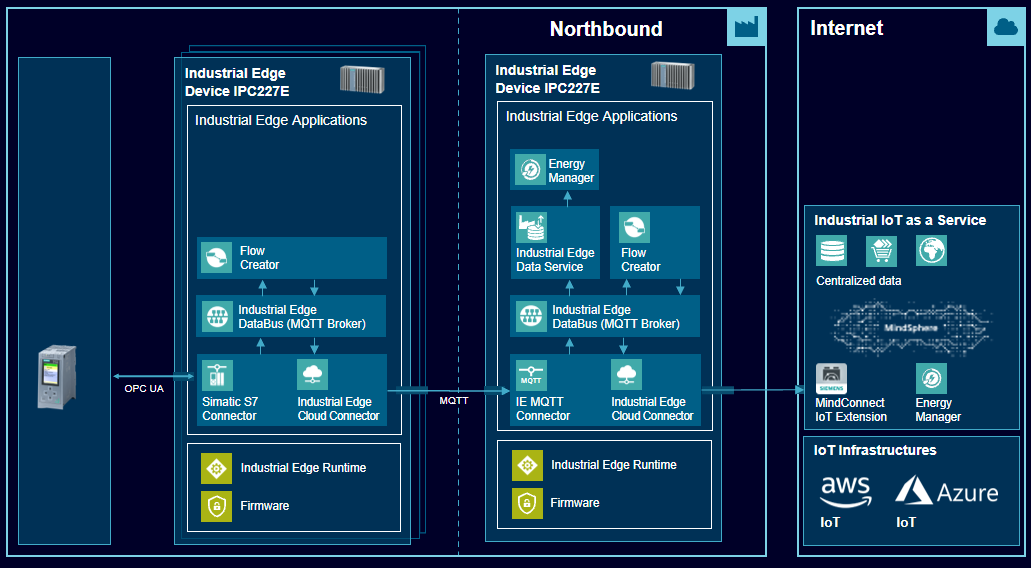 Northbound
Internet
Industrial Edge
Device IPC227E
Industrial Edge Applications
Flow
Creator
Industrial Edge
DataBus (MQTT Broker)
Simatic S7
Connector
Industrial Edge
Cloud Connector
Industrial Edge Runtime
Firmware
OPC UA
MQTT
Industrial Edge
Device IPC227E
Industrial Edge Applications
Energy
Manager
Industrial Edge
Data Service
Flow
Creator
Industrial Edge
DataBus (MQTT Broker)
MQTT
IE MQTT
Connector
Industrial Edge
Cloud Connector
Industrial Edge Runtime
Firmware
Industrial IoT as a Service
Centralized data
MindSphere
SIEMENS
MindConnect
IoT Extension
Energy
Manager
IoT Infrastructures
aws
IoT
Azure
IoT